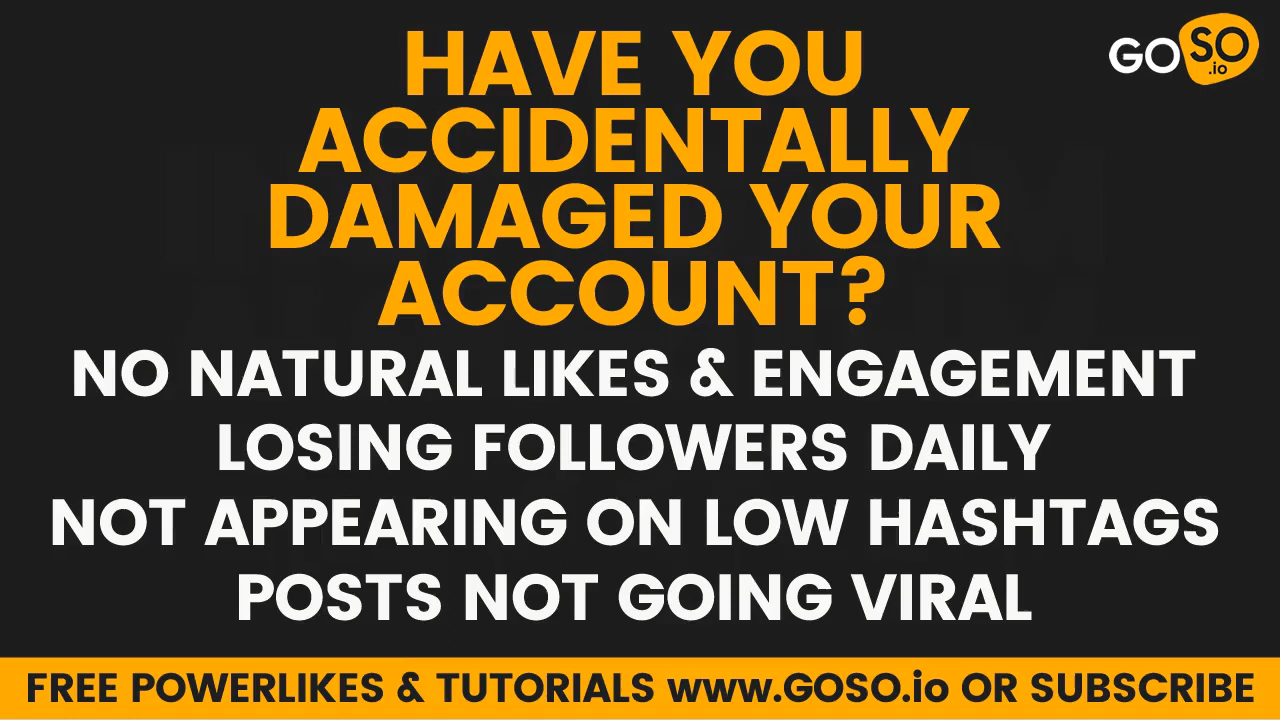 HAVE YOU
GOSO
.io
ACCIDENTALLY
DAMAGED YOUR
ACCOUNT?
NO NATURAL LIKES & ENGAGEMENT
LOSING FOLLOWERS DAILY
NOT APPEARING ON LOW HASHTAGS
POSTS NOT GOING VIRAL
FREE POWERLIKES & TUTORIALS www.GOSO.io OR SUBSCRIBE